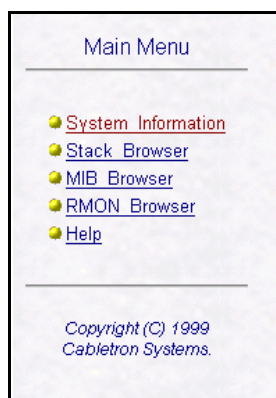 Main Menu
System Information
Stack Browser
MIB Browser
RMON Browser
Help
Copyright (C) 1999
Cabletron Systems.